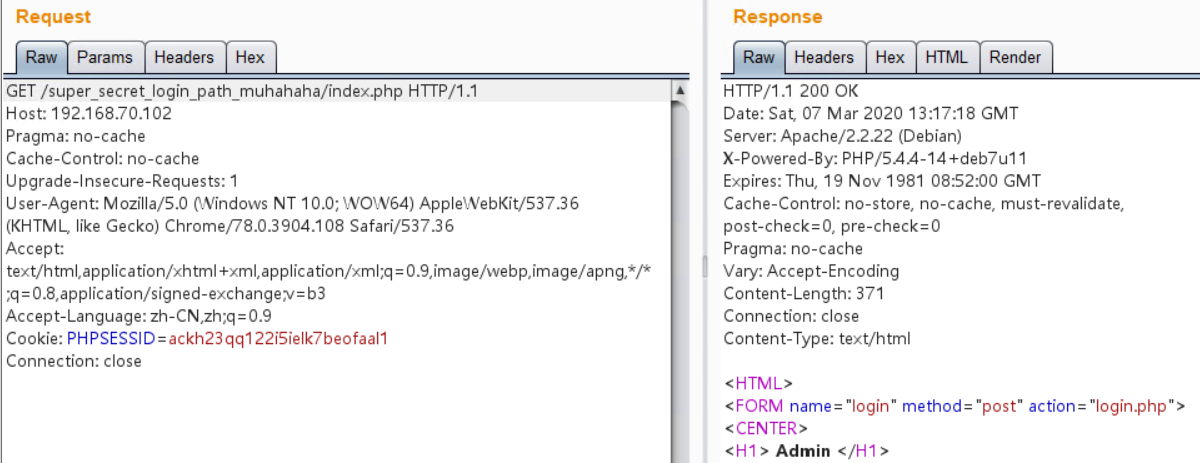 Request
Raw Params Headers Hex
GET /super_secret_login_path_muhahaha/index.php HTTP/1.1
Host: 192.168.70.102
Pragma: no-cache
Cache-Control: no-cache
Upgrade-Insecure-Requests: 1
User-Agent: Mozilla/5.0 (Windows NT 10.0; WOW64) AppleWebKit/537.36
(KHTML, like Gecko) Chrome/78.0.3904.108 Safari/537.36
Accept:
text/html,application/xhtml+xml,application/xml;q=0.9,image/webp,image/apng,*/*
;q=0.8,application/signed-exchange;v=b3
Accept-Language: zh-CN,zh;q=0.9
Cookie: PHPSESSID=ackh23qq122i5ielk7beofaal1
Connection: close
Response
Raw Headers Hex HTML Render
HTTP/1.1 200 OK
Date: Sat, 07 Mar 2020 13:17:18 GMT
Server: Apache/2.2.22 (Debian)
X-Powered-By: PHP/5.4.4-14+deb7u11
Expires: Thu, 19 Nov 1981 08:52:00 GMT
Cache-Control: no-store, no-cache, must-revalidate,
post-check=0, pre-check=0
Pragma: no-cache
Vary: Accept-Encoding
Content-Length: 371
Connection: close
Content-Type: text/html
<HTML>
<FORM name="login" method="post" action="login.php">
<CENTER>
<H1> Admin </H1>